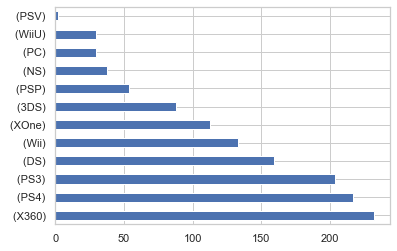 (PSV)
(WiiU)
(PC)
(NS)
(PSP)
(3DS)
(XOne)
(Wii)
(DS)
(PS3)
(PS4)
(X360)
0 50 100 150 200